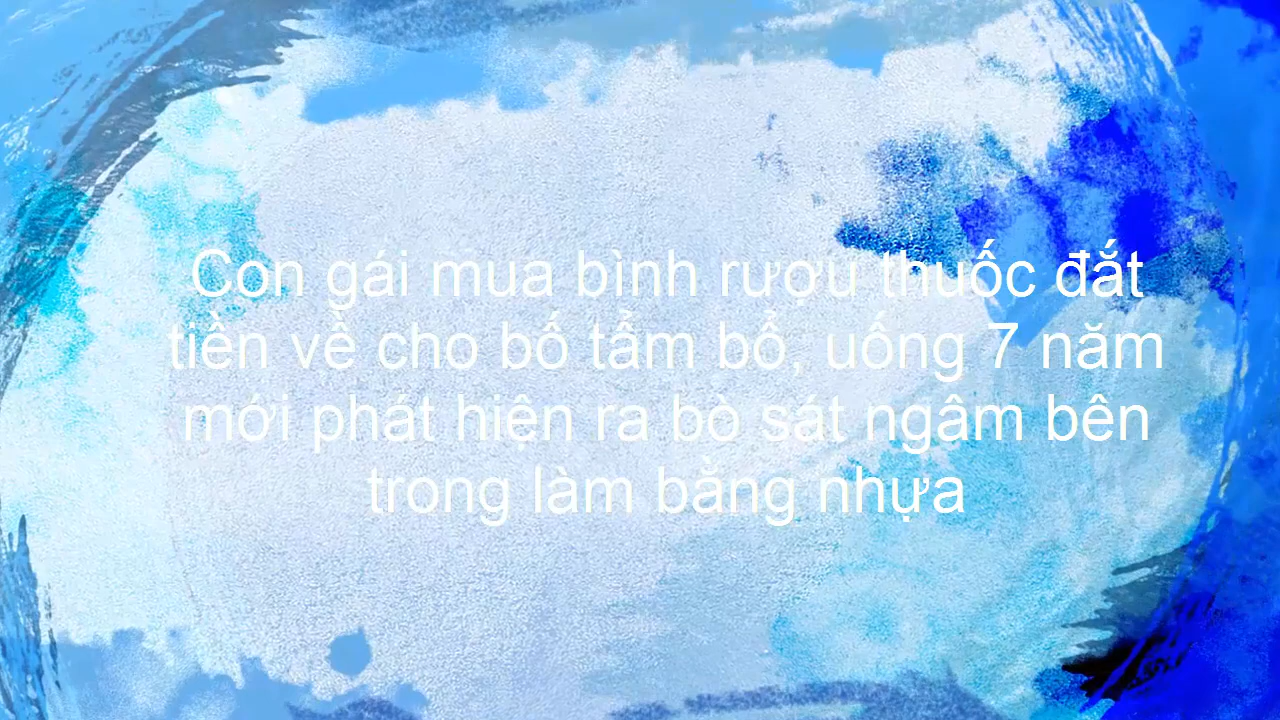 Con gái mua bình rượu thuốc đắt
tiền về cho bố tẩm bổ, uống 7 năm
mới phát hiện ra bò sát ngâm bên
trong làm bằng nhựa